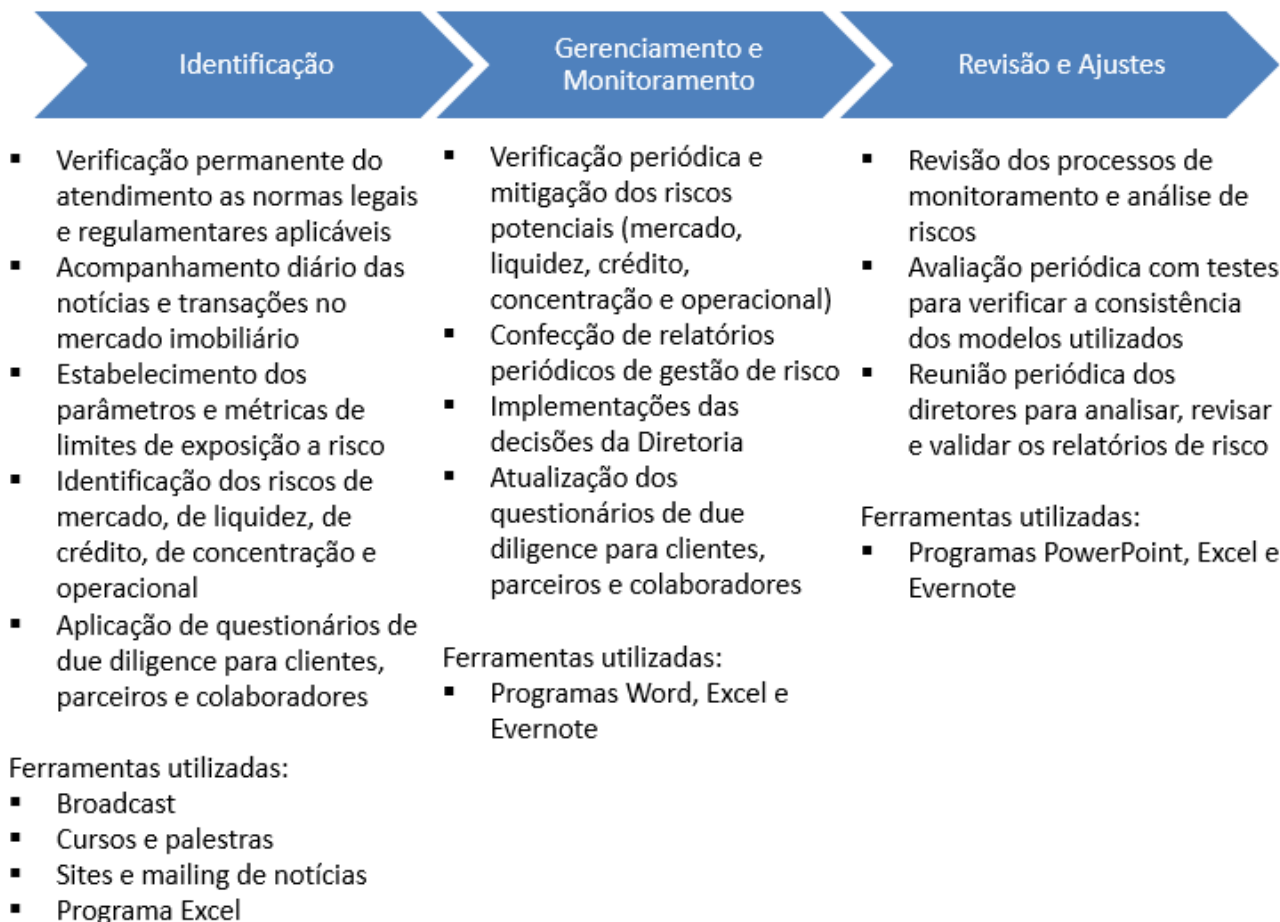 Identificação
Gerenciamento e
Monitoramento
Revisão e Ajustes
▪ Verificação permanente do
atendimento as normas legais
e regulamentares aplicáveis
▪ Acompanhamento diário das
notícias e transações no
mercado imobiliário
▪ Estabelecimento dos
parâmetros e métricas de
limites de exposição a risco
▪ Identificação dos riscos de
mercado, de liquidez, de
crédito, de concentração e
operacional
▪ Aplicação de questionários de
due diligence para clientes,
parceiros e colaboradores
Ferramentas utilizadas:
▪ Broadcast
▪ Cursos e palestras
▪ Sites e mailing de notícias
▪ Programa Excel
▪ Verificação periódica e
mitigação dos riscos
potenciais (mercado,
liquidez, crédito,
concentração e operacional)
▪ Confecção de relatórios
periódicos de gestão de risco
▪ Implementações das
decisões da Diretoria
▪ Atualização dos
questionários de due
diligence para clientes,
parceiros e colaboradores
Ferramentas utilizadas:
▪ Programas Word, Excel e
Evernote
▪ Revisão dos processos de
monitoramento e análise de
riscos
▪ Avaliação periódica com testes
para verificar a consistência
dos modelos utilizados
▪ Reunião periódica dos
diretores para analisar, revisar
e validar os relatórios de risco
Ferramentas utilizadas:
▪ Programas PowerPoint, Excel e
Evernote